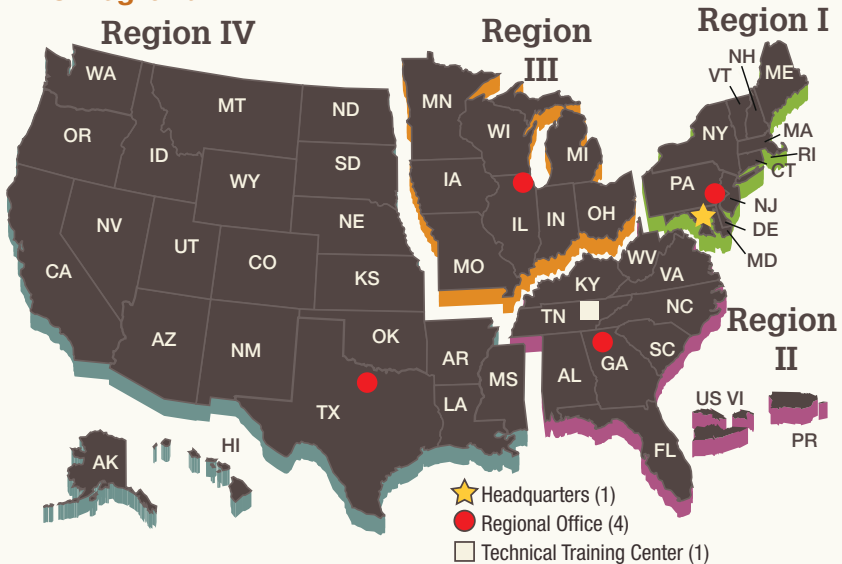 Region IV
Region
III
Region I
WA
MT
ND
OR
ID
SD
WY
NE
NV
UT
CO
KS
CA
AZ
NM
OK
TX
AR
LA
MS
AK
HI
MN
WI
MI
IA
IL
IN
OH
MO
NH
VT
ME
NY
MA
RI
CT
PA
NJ
DE
MD
WV
VA
KY
NC
TN
SC
GA
AL
FL
Region
II
US VI
PR
Headquarters (1)
Regional Office (4)
Technical Training Center (1)